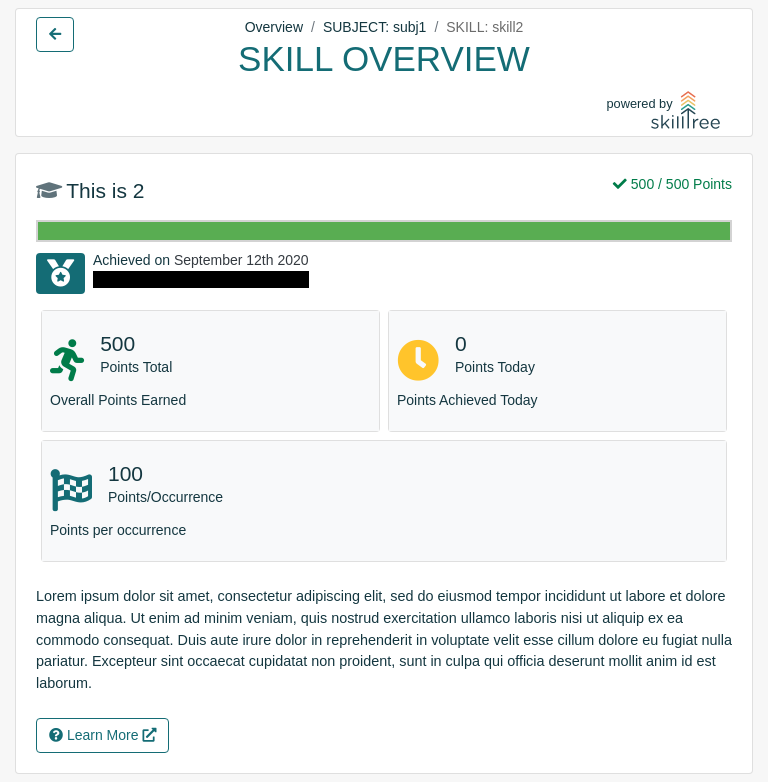 Overview / SUBJECT: subj1 / SKILL: skill2
SKILL OVERVIEW
powered by
skilltree
This is 2
500 / 500 Points
Achieved on September 12th 2020
500
Points Total
Overall Points Earned
0
Points Today
Points Achieved Today
100
Points/Occurrence
Points per occurrence
Lorem ipsum dolor sit amet, consectetur adipiscing elit, sed do eiusmod tempor incididunt ut labore et dolore
magna aliqua. Ut enim ad minim veniam, quis nostrud exercitation ullamco laboris nisi ut aliquip ex ea
commodo consequat. Duis aute irure dolor in reprehenderit in voluptate velit esse cillum dolore eu fugiat nulla
pariatur. Excepteur sint occaecat cupidatat non proident, sunt in culpa qui officia deserunt mollit anim id est
laborum.
Learn More